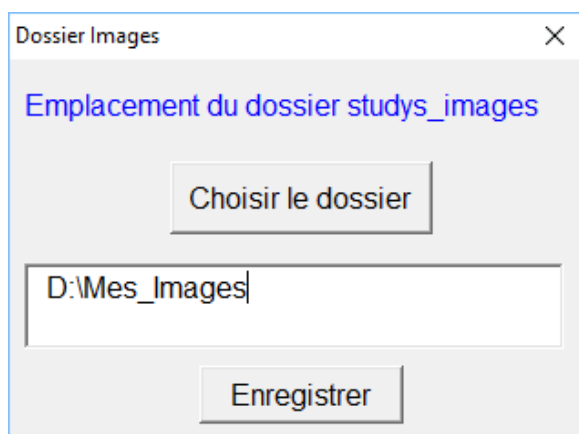 Dossier Images
Emplacement du dossier studys_images
Choisir le dossier
D:\Mes_Images
Enregistrer